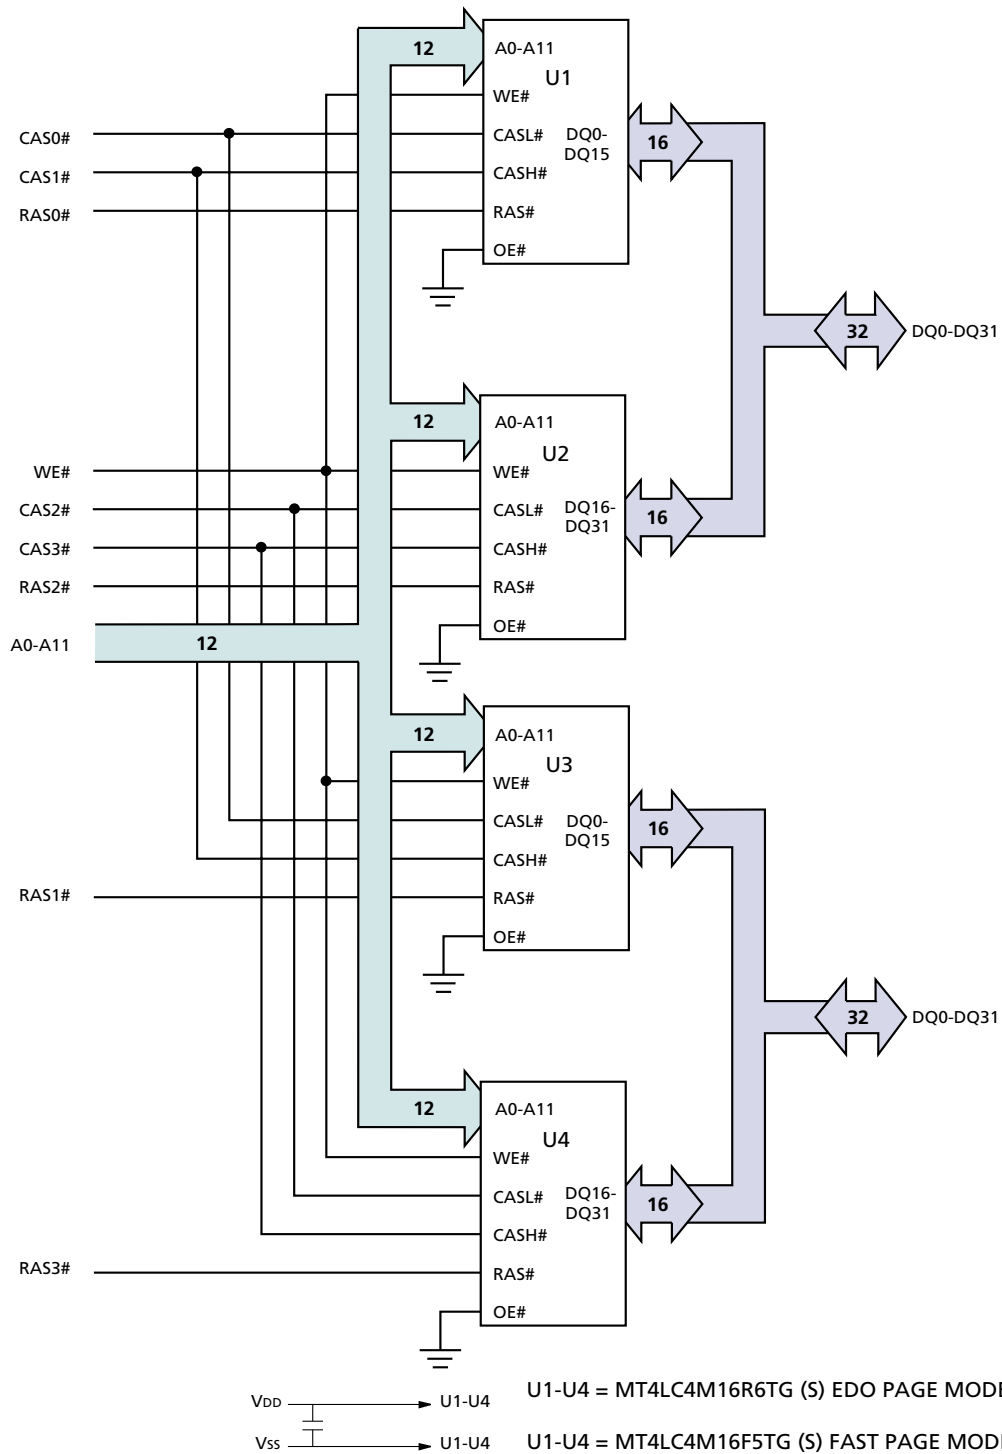 12
A0-A11
U1
WE#
CAS0#
CASL#
DQ0-
DQ15
16
CAS1#
CASH#
RAS0#
RAS#
OE#
32
DQ0-DQ31
12
A0-A11
U2
WE#
WE#
CAS2#
CASL#
DQ16-
DQ31
16
CAS3#
CASH#
RAS2#
RAS#
OE#
A0-A11
12
12
A0-A11
U3
WE#
CASL#
DQ0-
DQ15
16
CASH#
RAS1#
RAS#
OE#
32
DQ0-DQ31
12
A0-A11
U4
WE#
CASL#
DQ16-
DQ31
16
CASH#
RAS3#
RAS#
OE#
VDD
U1-U4
U1-U4 = MT4LC4M16R6TG (S) EDO PAGE MODE
VSS
U1-U4
U1-U4 = MT4LC4M16F5TG (S) FAST PAGE MOD